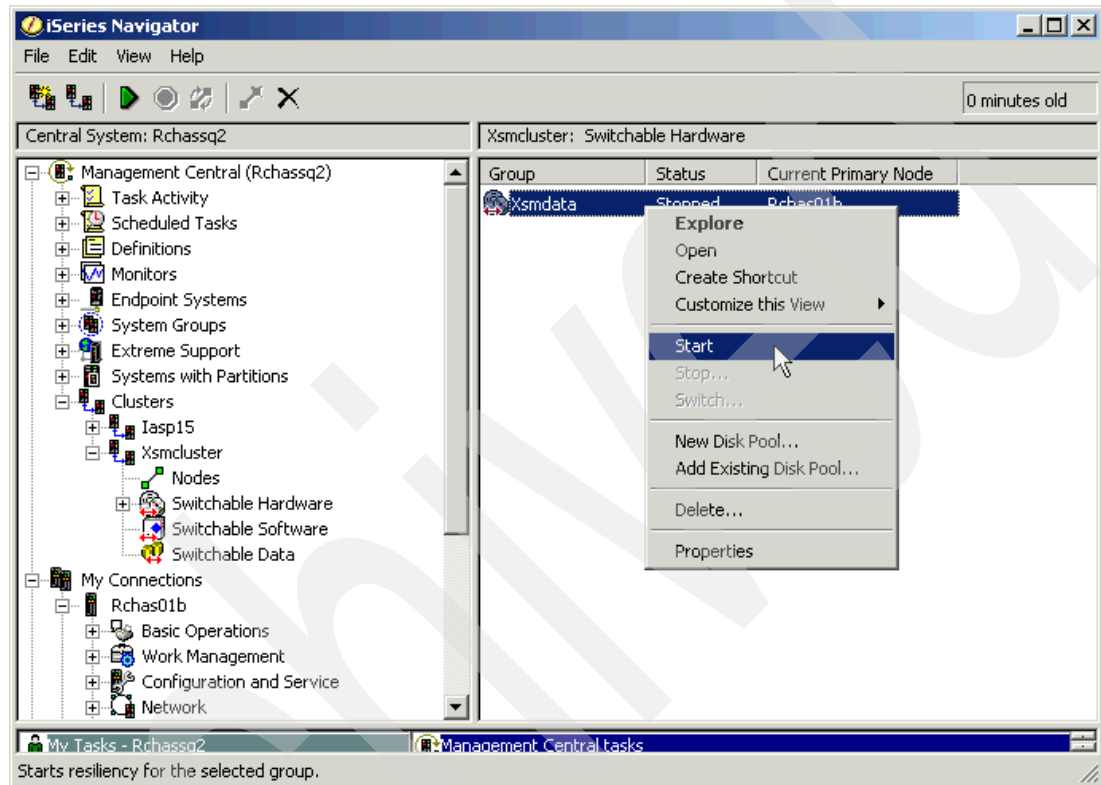 iSeries Navigator
File Edit View Help
0 minutes old
Central System: Rchassq2
Xsmcluster: Switchable Hardware
Management Central (Rchassq2)
Task Activity
Scheduled Tasks
Definitions
Monitors
Endpoint Systems
System Groups
Extreme Support
Systems with Partitions
Clusters
Iasp15
Xsmcluster
Nodes
Switchable Hardware
Switchable Software
Switchable Data
My Connections
Rchas01b
Basic Operations
Work Management
Configuration and Service
Network
Group Status Current Primary Node
Xsmdata Stopped Rchas01b
Explore
Open
Create Shortcut
Customize this View
Start
Stop...
Switch...
New Disk Pool...
Add Existing Disk Pool...
Delete...
Properties
My Tasks - Rchassq2
Management Central tasks
Starts resiliency for the selected group.